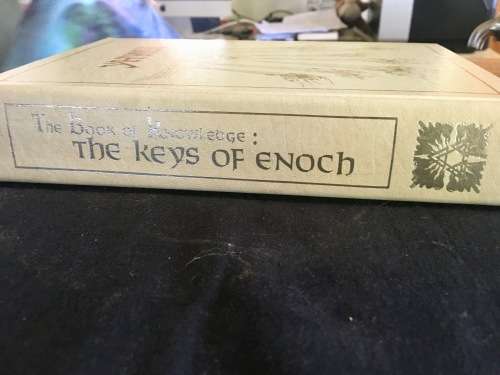 The Book of Knowledge:
The Keys of Enoch